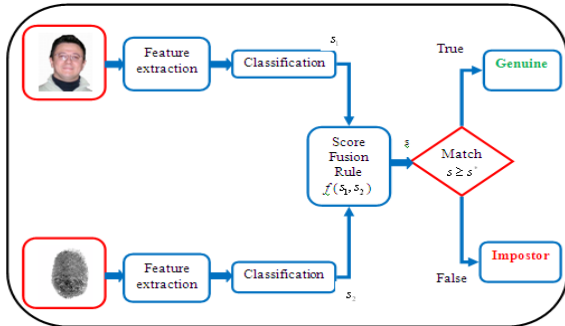 Feature
extraction
Classification
s₁
True
Genuine
Score
Fusion
Rule
f(s₁,s₂)
s
Match
s ≥ s*
Feature
extraction
Classification
s₂
False
Impostor